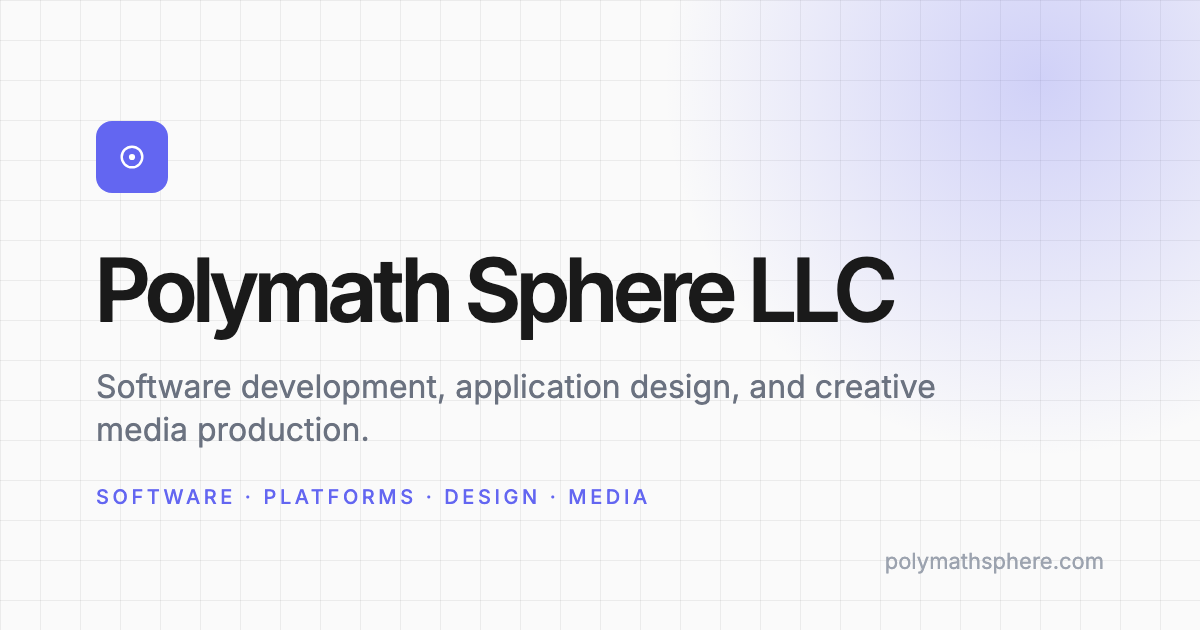 Polymath Sphere LLC
Software development, application design, and creative
media production.
SOFTWARE · PLATFORMS · DESIGN · MEDIA
polymathsphere.com